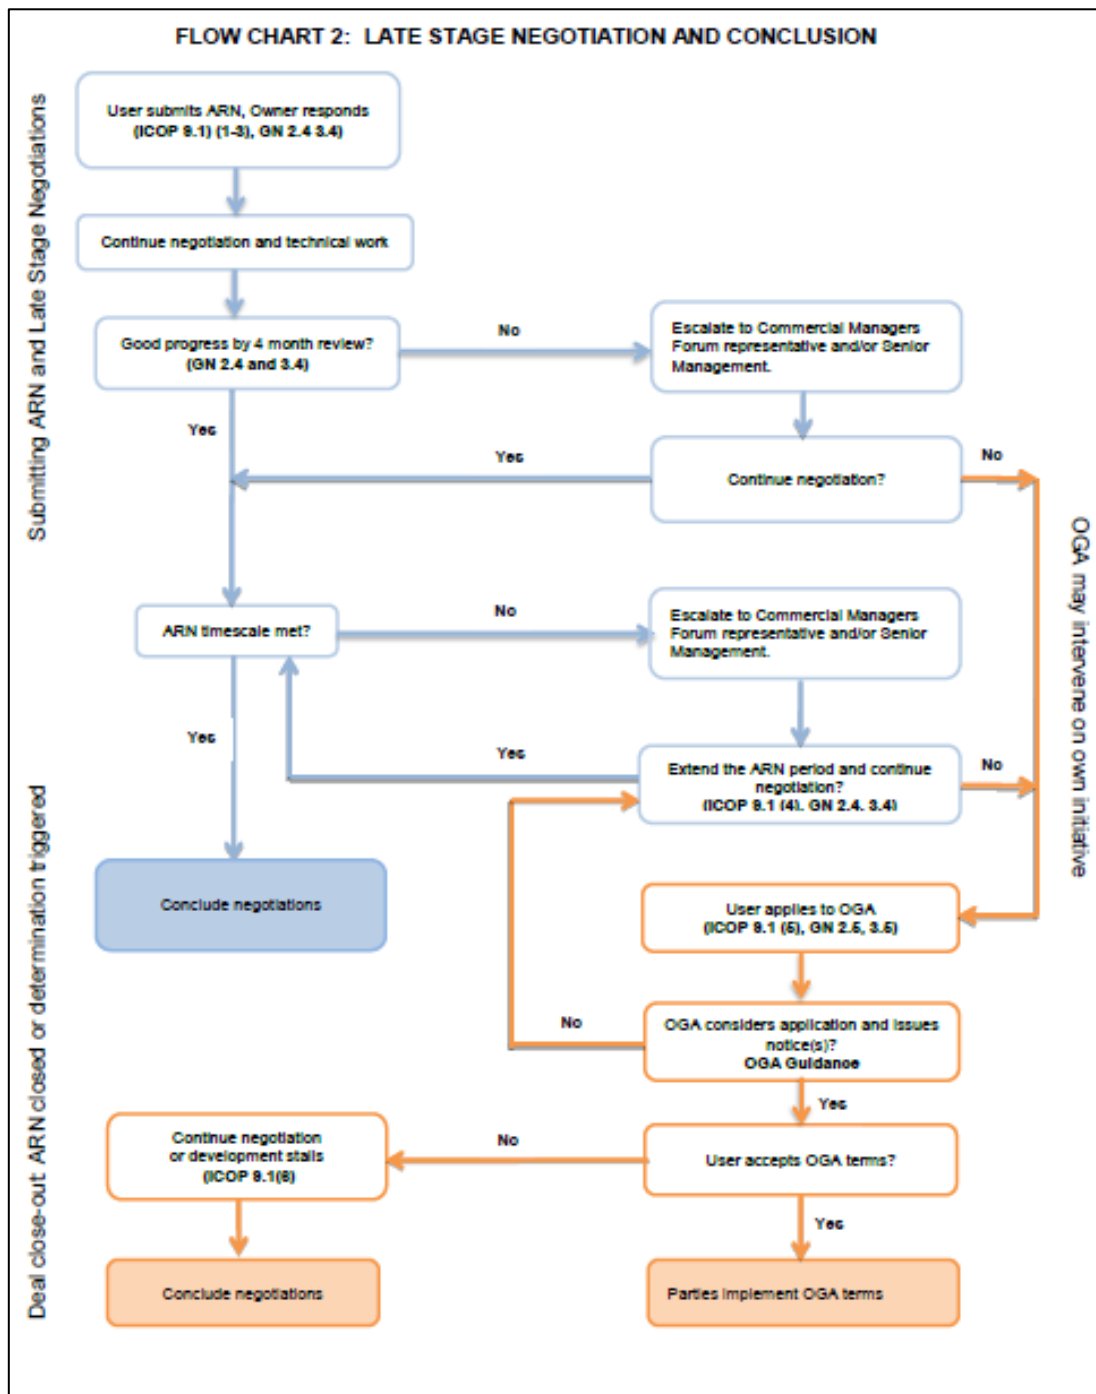 FLOW CHART 2: LATE STAGE NEGOTIATION AND CONCLUSION
Submitting ARN and Late Stage Negotiations
User submits ARN, Owner responds
(ICOP 9.1) (1-3), GN 2.4 3.4)
Continue negotiation and technical work
Good progress by 4 month review?
(GN 2.4 and 3.4)
No
Escalate to Commercial Managers
Forum representative and/or Senior
Management.
Yes
Yes
Continue negotiation?
No
OGA may intervene on own initiative
ARN timescale met?
No
Escalate to Commercial Managers
Forum representative and/or Senior
Management.
Yes
Yes
Extend the ARN period and continue
negotiation?
(ICOP 9.1 (4), GN 2.4, 3.4)
No
Deal close-out: ARN closed or determination triggered
Conclude negotiations
User applies to OGA
(ICOP 9.1 (5), GN 2.5, 3.5)
No
OGA considers application and issues
notice(s)?
OGA Guidance
Yes
Continue negotiation
or development stalls
(ICOP 9.1(6)
No
User accepts OGA terms?
Yes
Conclude negotiations
Parties implement OGA terms